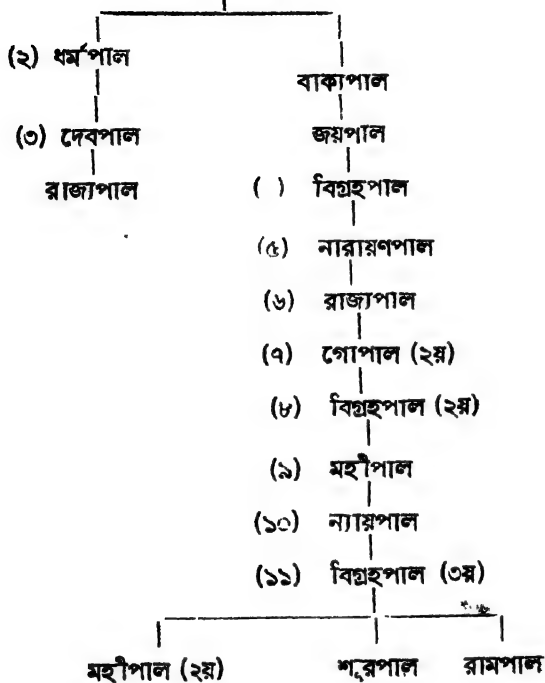 (২) ধর্মপাল
বাকাপাল
(৩) দেবপাল জয়পাল
রাজাপাল ( ) বিগ্রহপাল
(৫) নারায়ণপাল
(৬) রাজ্যপাল
(৭) গোপাল (২য়)
(৮) বিগ্রহপাল (২য়)
(৯) মহীপাল
(১০) ন্যায়পাল
(১১) বিগ্রহপাল (৩য়)
মহীপাল (২য়) শূরপাল রামপাল